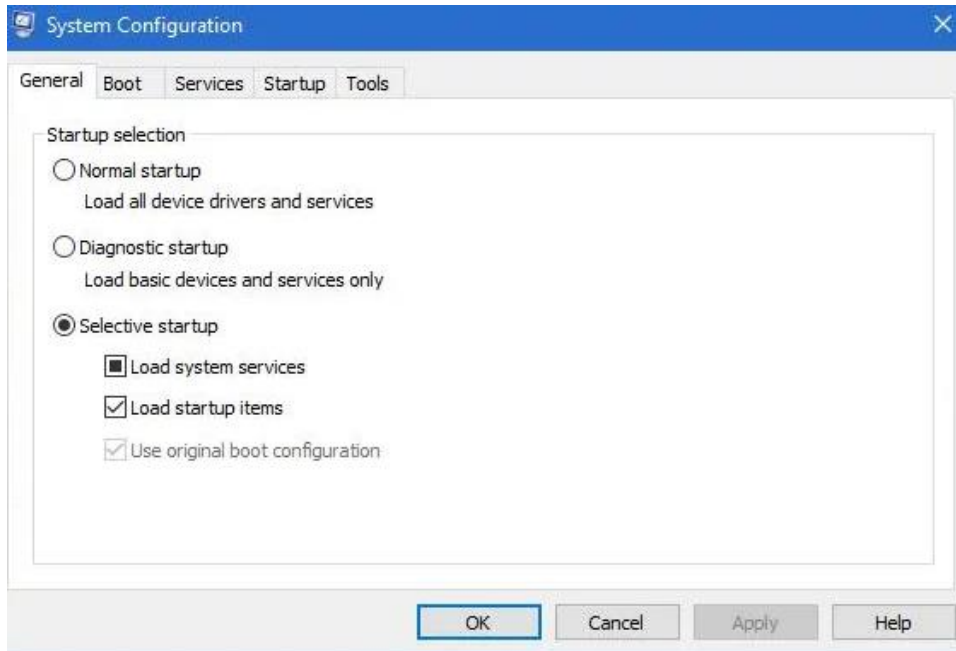 System Configuration
General Boot Services Startup Tools
Startup selection
Normal startup
Load all device drivers and services
Diagnostic startup
Load basic devices and services only
Selective startup
Load system services
Load startup items
Use original boot configuration
OK Cancel Apply Help